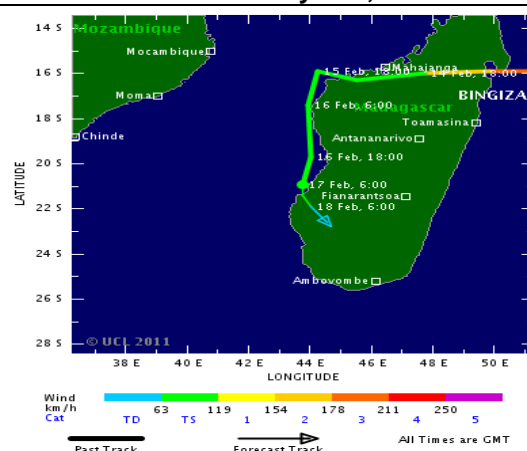 14 S
16 S
18 S
20 S
22 S
24 S
26 S
28 S
LATITUDE
Mozambique
Mocambique
Moma
Chinde
15 Feb, 18:00
Mahajanga
14 Feb, 18:00
BINGIZA
16 Feb, 6:00
Madagascar
Toamasina
Antananarivo
16 Feb, 18:00
17 Feb, 6:00
Fianarantsoa
18 Feb, 6:00
Ambovombe
© UCL 2011
38 E 40 E 42 E 44 E 46 E 48 E 50 E
LONGITUDE
Wind
km/h 63 119 154 178 211 250
Cat TD TS 1 2 3 4 5
Past Track Forecast Track All Times are GMT